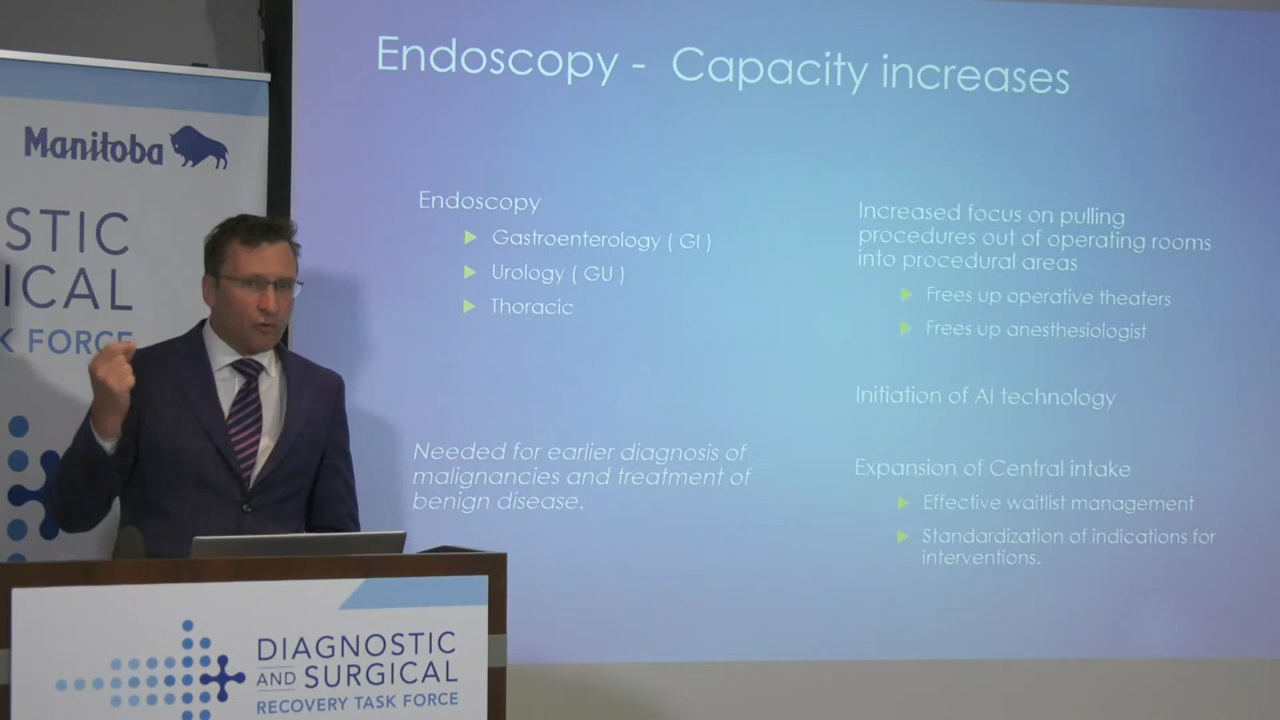 Endoscopy - Capacity increases
Manitoba
STIC
ICAL
K FORCE
Endoscopy
Gastroenterology ( GI )
Urology ( GU )
Thoracic
Needed for earlier diagnosis of
malignancies and treatment of
benign disease.
Increased focus on pulling
procedures out of operating rooms
into procedural areas
Frees up operative theaters
Frees up anesthesiologist
Initiation of AI technology
Expansion of Central intake
Effective waitlist management
Standardization of indications for
interventions.
DIAGNOSTIC
AND SURGICAL
RECOVERY TASK FORCE